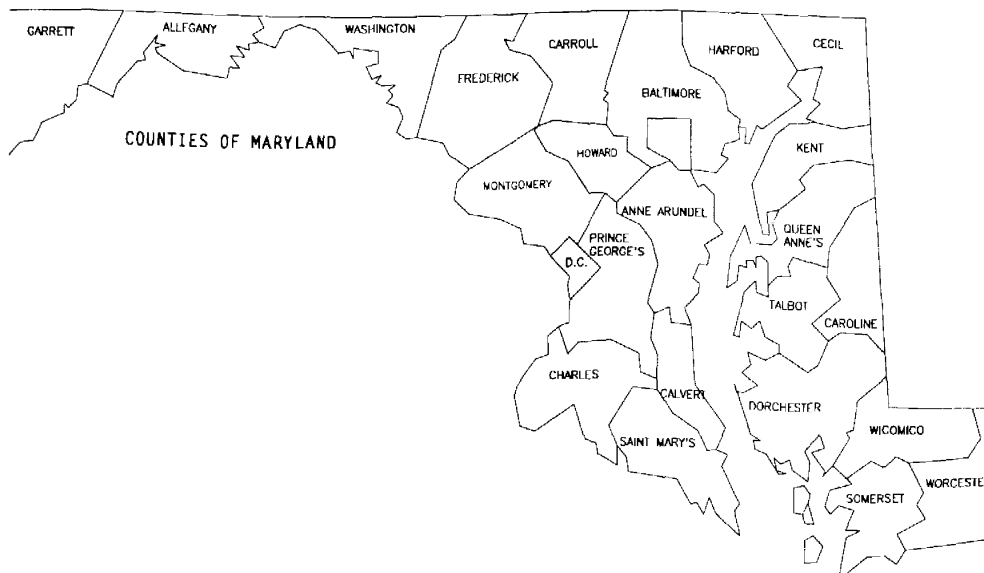 GARRETT
ALLEGANY
WASHINGTON
CARROLL
HARFORD
CECIL
FREDERICK
BALTIMORE
COUNTIES OF MARYLAND
HOWARD
KENT
MONTGOMERY
ANNE ARUNDEL
PRINCE
GEORGE'S
QUEEN
ANNE'S
D.C.
TALBOT
CAROLINE
CHARLES
CALVERT
DORCHESTER
WICOMICO
SAINT MARY'S
SOMERSET
WORCESTE